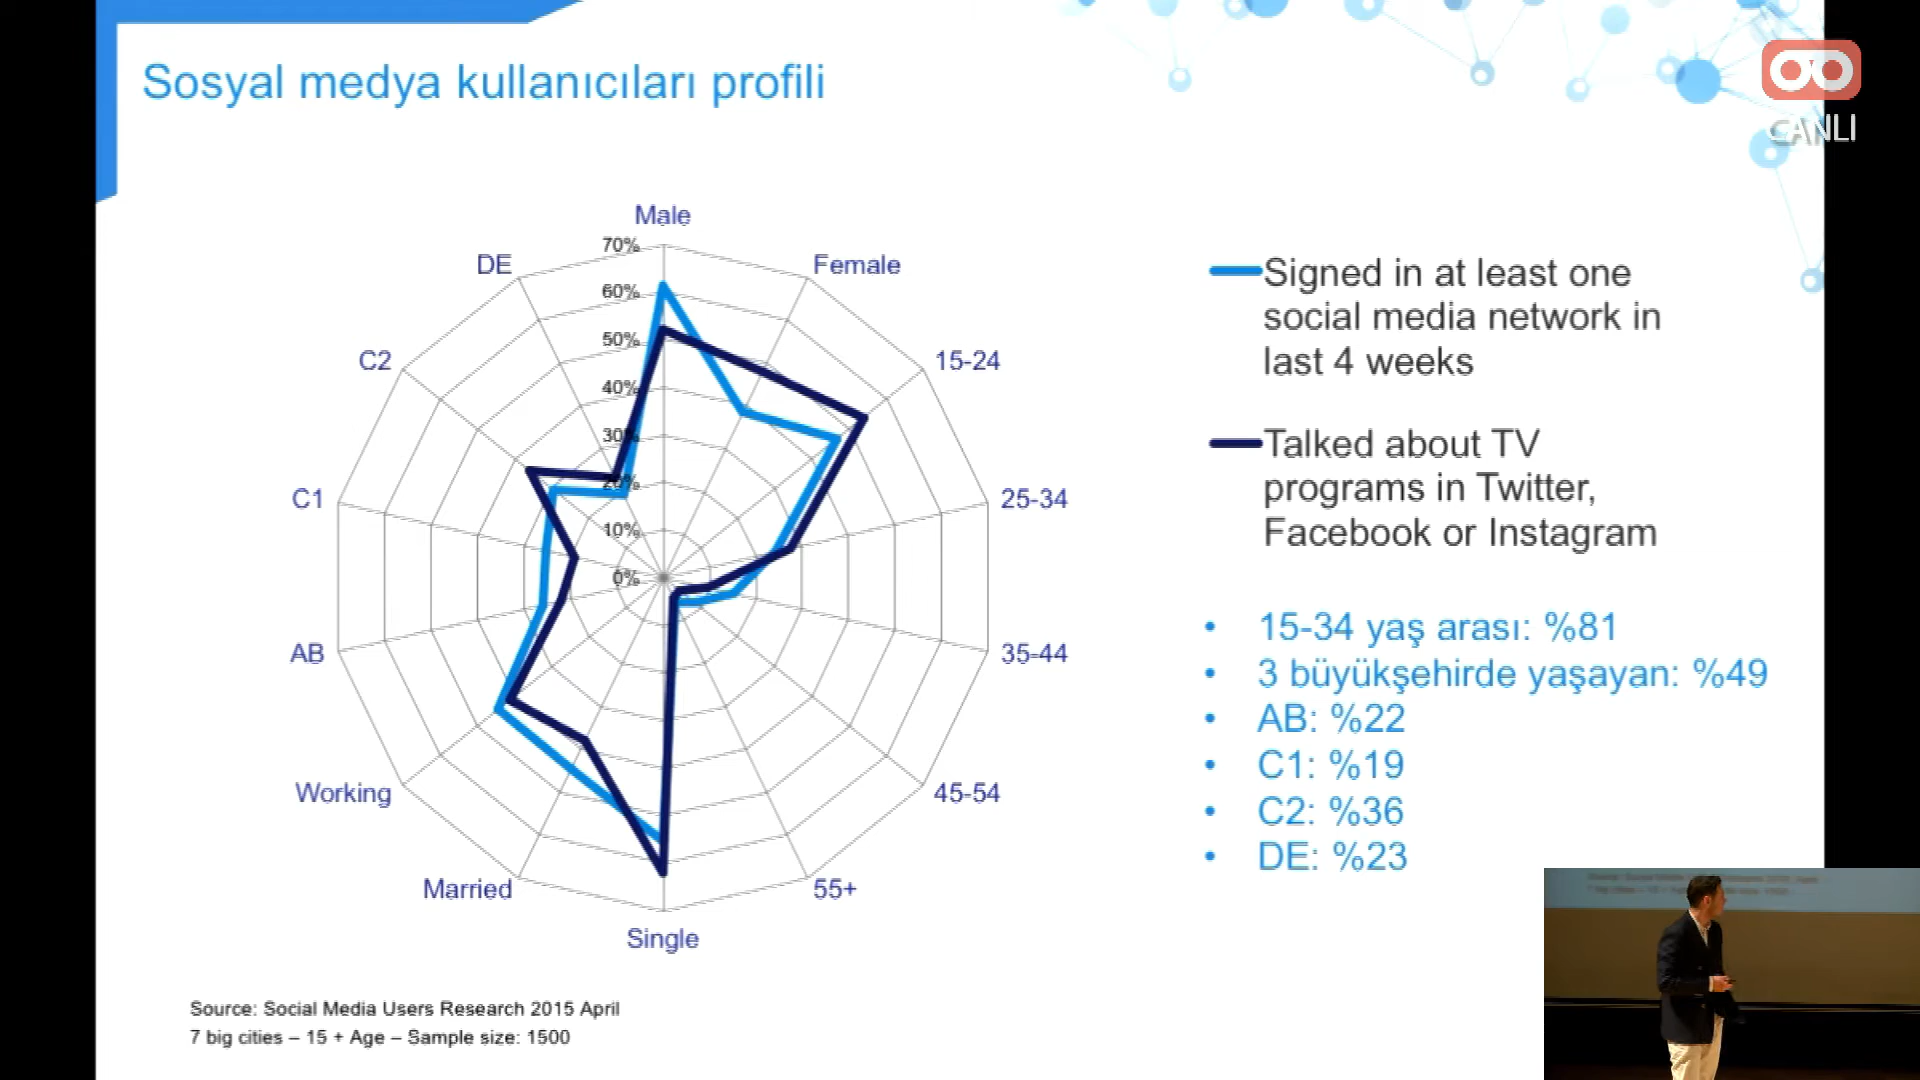 Sosyal medya kullanıcıları profili
CANLI
Male
Female
15-24
25-34
35-44
45-54
55+
Single
Married
Working
AB
C1
C2
DE
70%
60%
50%
40%
30%
20%
10%
0%
Signed in at least one
social media network in
last 4 weeks
Talked about TV
programs in Twitter,
Facebook or Instagram
• 15-34 yaş arası: %81
• 3 büyükşehirde yaşayan: %49
• AB: %22
• C1: %19
• C2: %36
• DE: %23
Source: Social Media Users Research 2015 April
7 big cities – 15 + Age – Sample size: 1500